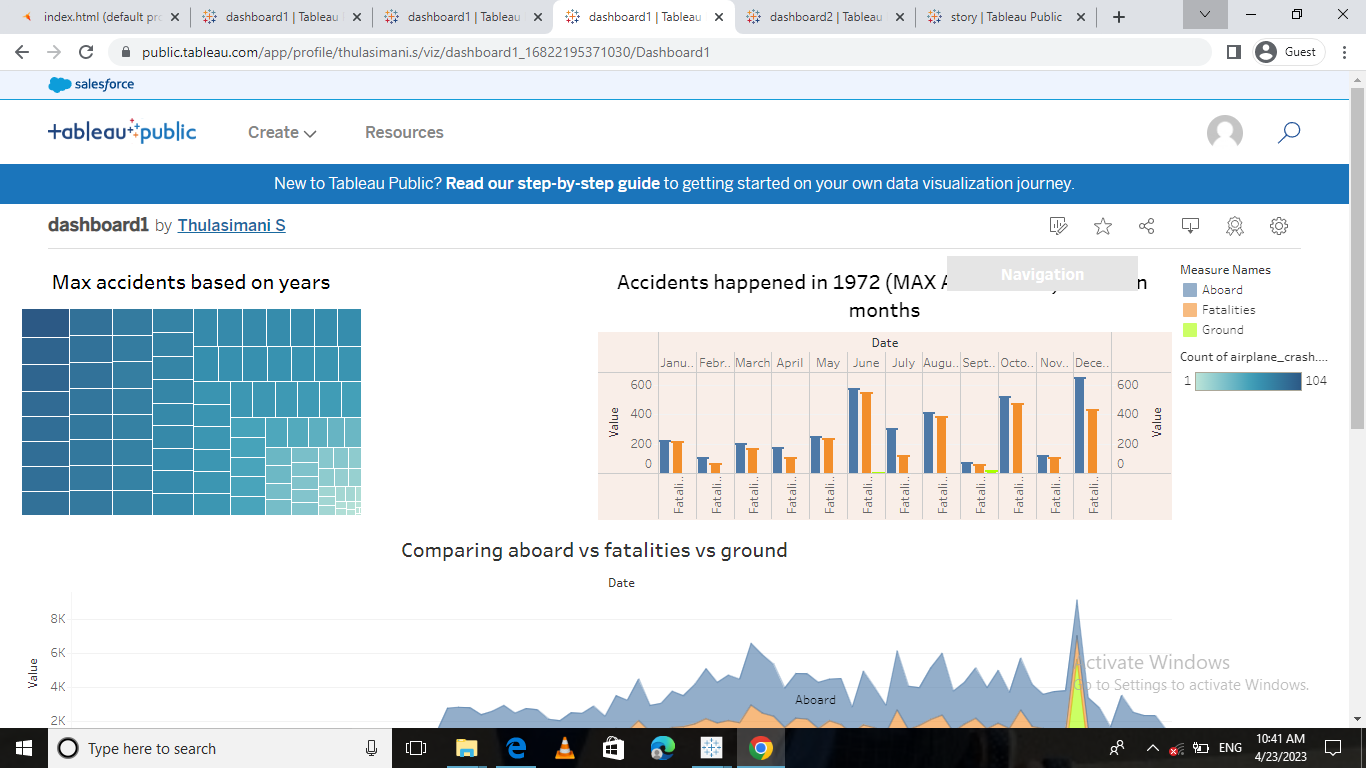 index.html (default pro
dashboard1 | Tableau
dashboard1 | Tableau
dashboard1 | Tableau
dashboard2 | Tableau
story | Tableau Public
public.tableau.com/app/profile/thulasimani.s/viz/dashboard1_16822195371030/Dashboard1
Guest
salesforce
+ableau public
Create
Resources
New to Tableau Public? Read our step-by-step guide to getting started on your own data visualization journey.
dashboard1 by Thulasimani S
Max accidents based on years
Accidents happened in 1972 (MAX A
n
months
Navigation
Measure Names
Aboard
Fatalities
Ground
Count of airplane_crash....
1
104
Date
Janu.. Febr.. March April May June July Augu.. Sept.. Octo.. Nov.. Dece..
600
400
200
0
Value
600
400
200
0
Value
Fatali.. Fatali.. Fatali.. Fatali.. Fatali.. Fatali.. Fatali.. Fatali.. Fatali.. Fatali.. Fatali.. Fatali..
Comparing aboard vs fatalities vs ground
Date
8K
6K
4K
2K
Value
Aboard
ctivate Windows
o to Settings to activate Windows.
Type here to search
ENG
10:41 AM
4/23/2023